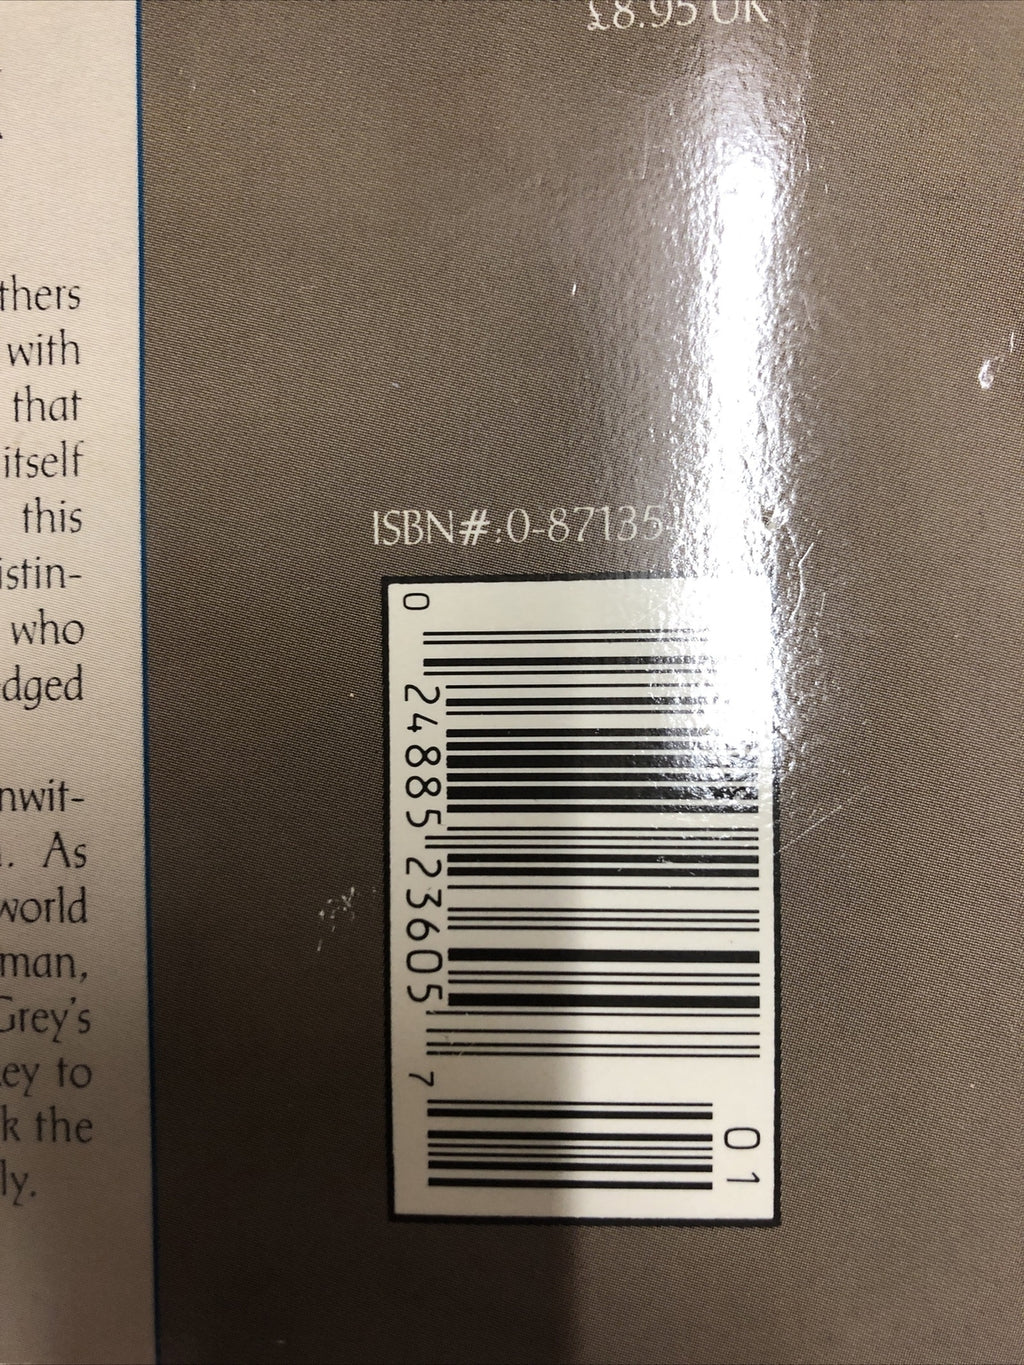 £8.95 UK
thers
with
that
itself
this
istin-
who
edged
nwit-
. As
world
man,
Grey's
ey to
k the
ly.
ISBN#:0-87135-
0 24885 23605 7
01